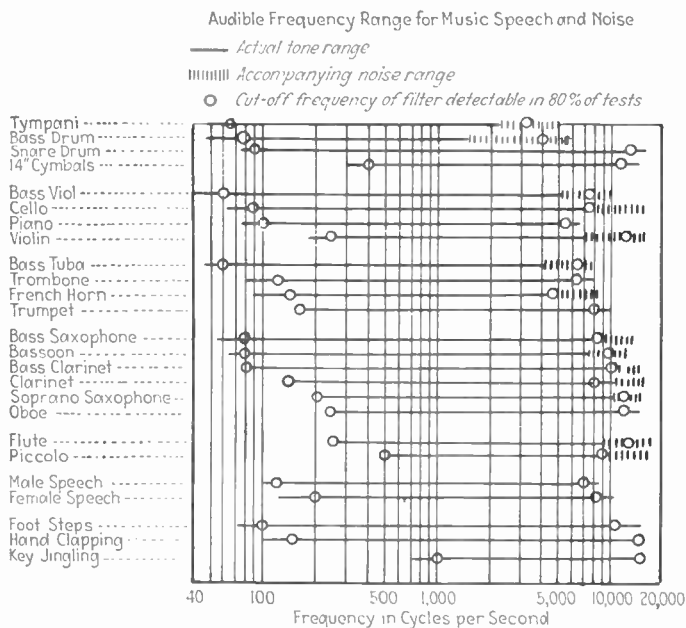 Audible Frequency Range for Music Speech and Noise
Actual tone range
Accompanying noise range
Cut-off frequency of filter detectable in 80% of tests
Tympani
Bass Drum
Snare Drum
14" Cymbals
Bass Viol
Cello
Piano
Violin
Bass Tuba
Trombone
French Horn
Trumpet
Bass Saxophone
Bassoon
Bass Clarinet
Clarinet
Soprano Saxophone
Oboe
Flute
Piccolo
Male Speech
Female Speech
Foot Steps
Hand Clapping
Key Jingling
40 100 500 1,000 5,000 10,000 20,000
Frequency in Cycles per Second